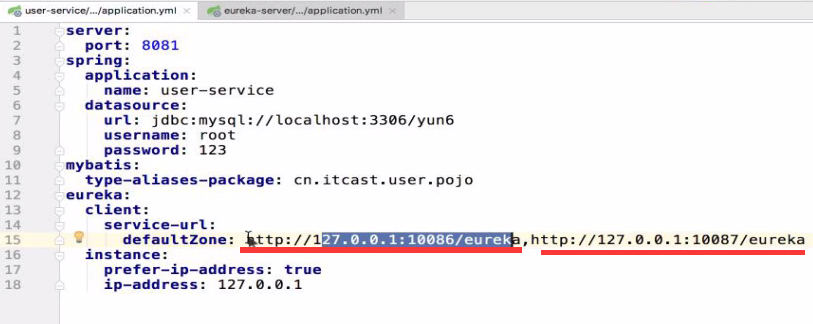 user-service/.../application.yml × eureka-server/.../application.yml ×
1 server:
2 port: 8081
3 spring:
4 application:
5 name: user-service
6 datasource:
7 url: jdbc:mysql://localhost:3306/yun6
8 username: root
9 password: 123
10 mybatis:
11 type-aliases-package: cn.itcast.user.pojo
12 eureka:
13 client:
14 service-url:
15 defaultZone: http://127.0.0.1:10086/eureka,http://127.0.0.1:10087/eureka
16 instance:
17 prefer-ip-address: true
18 ip-address: 127.0.0.1